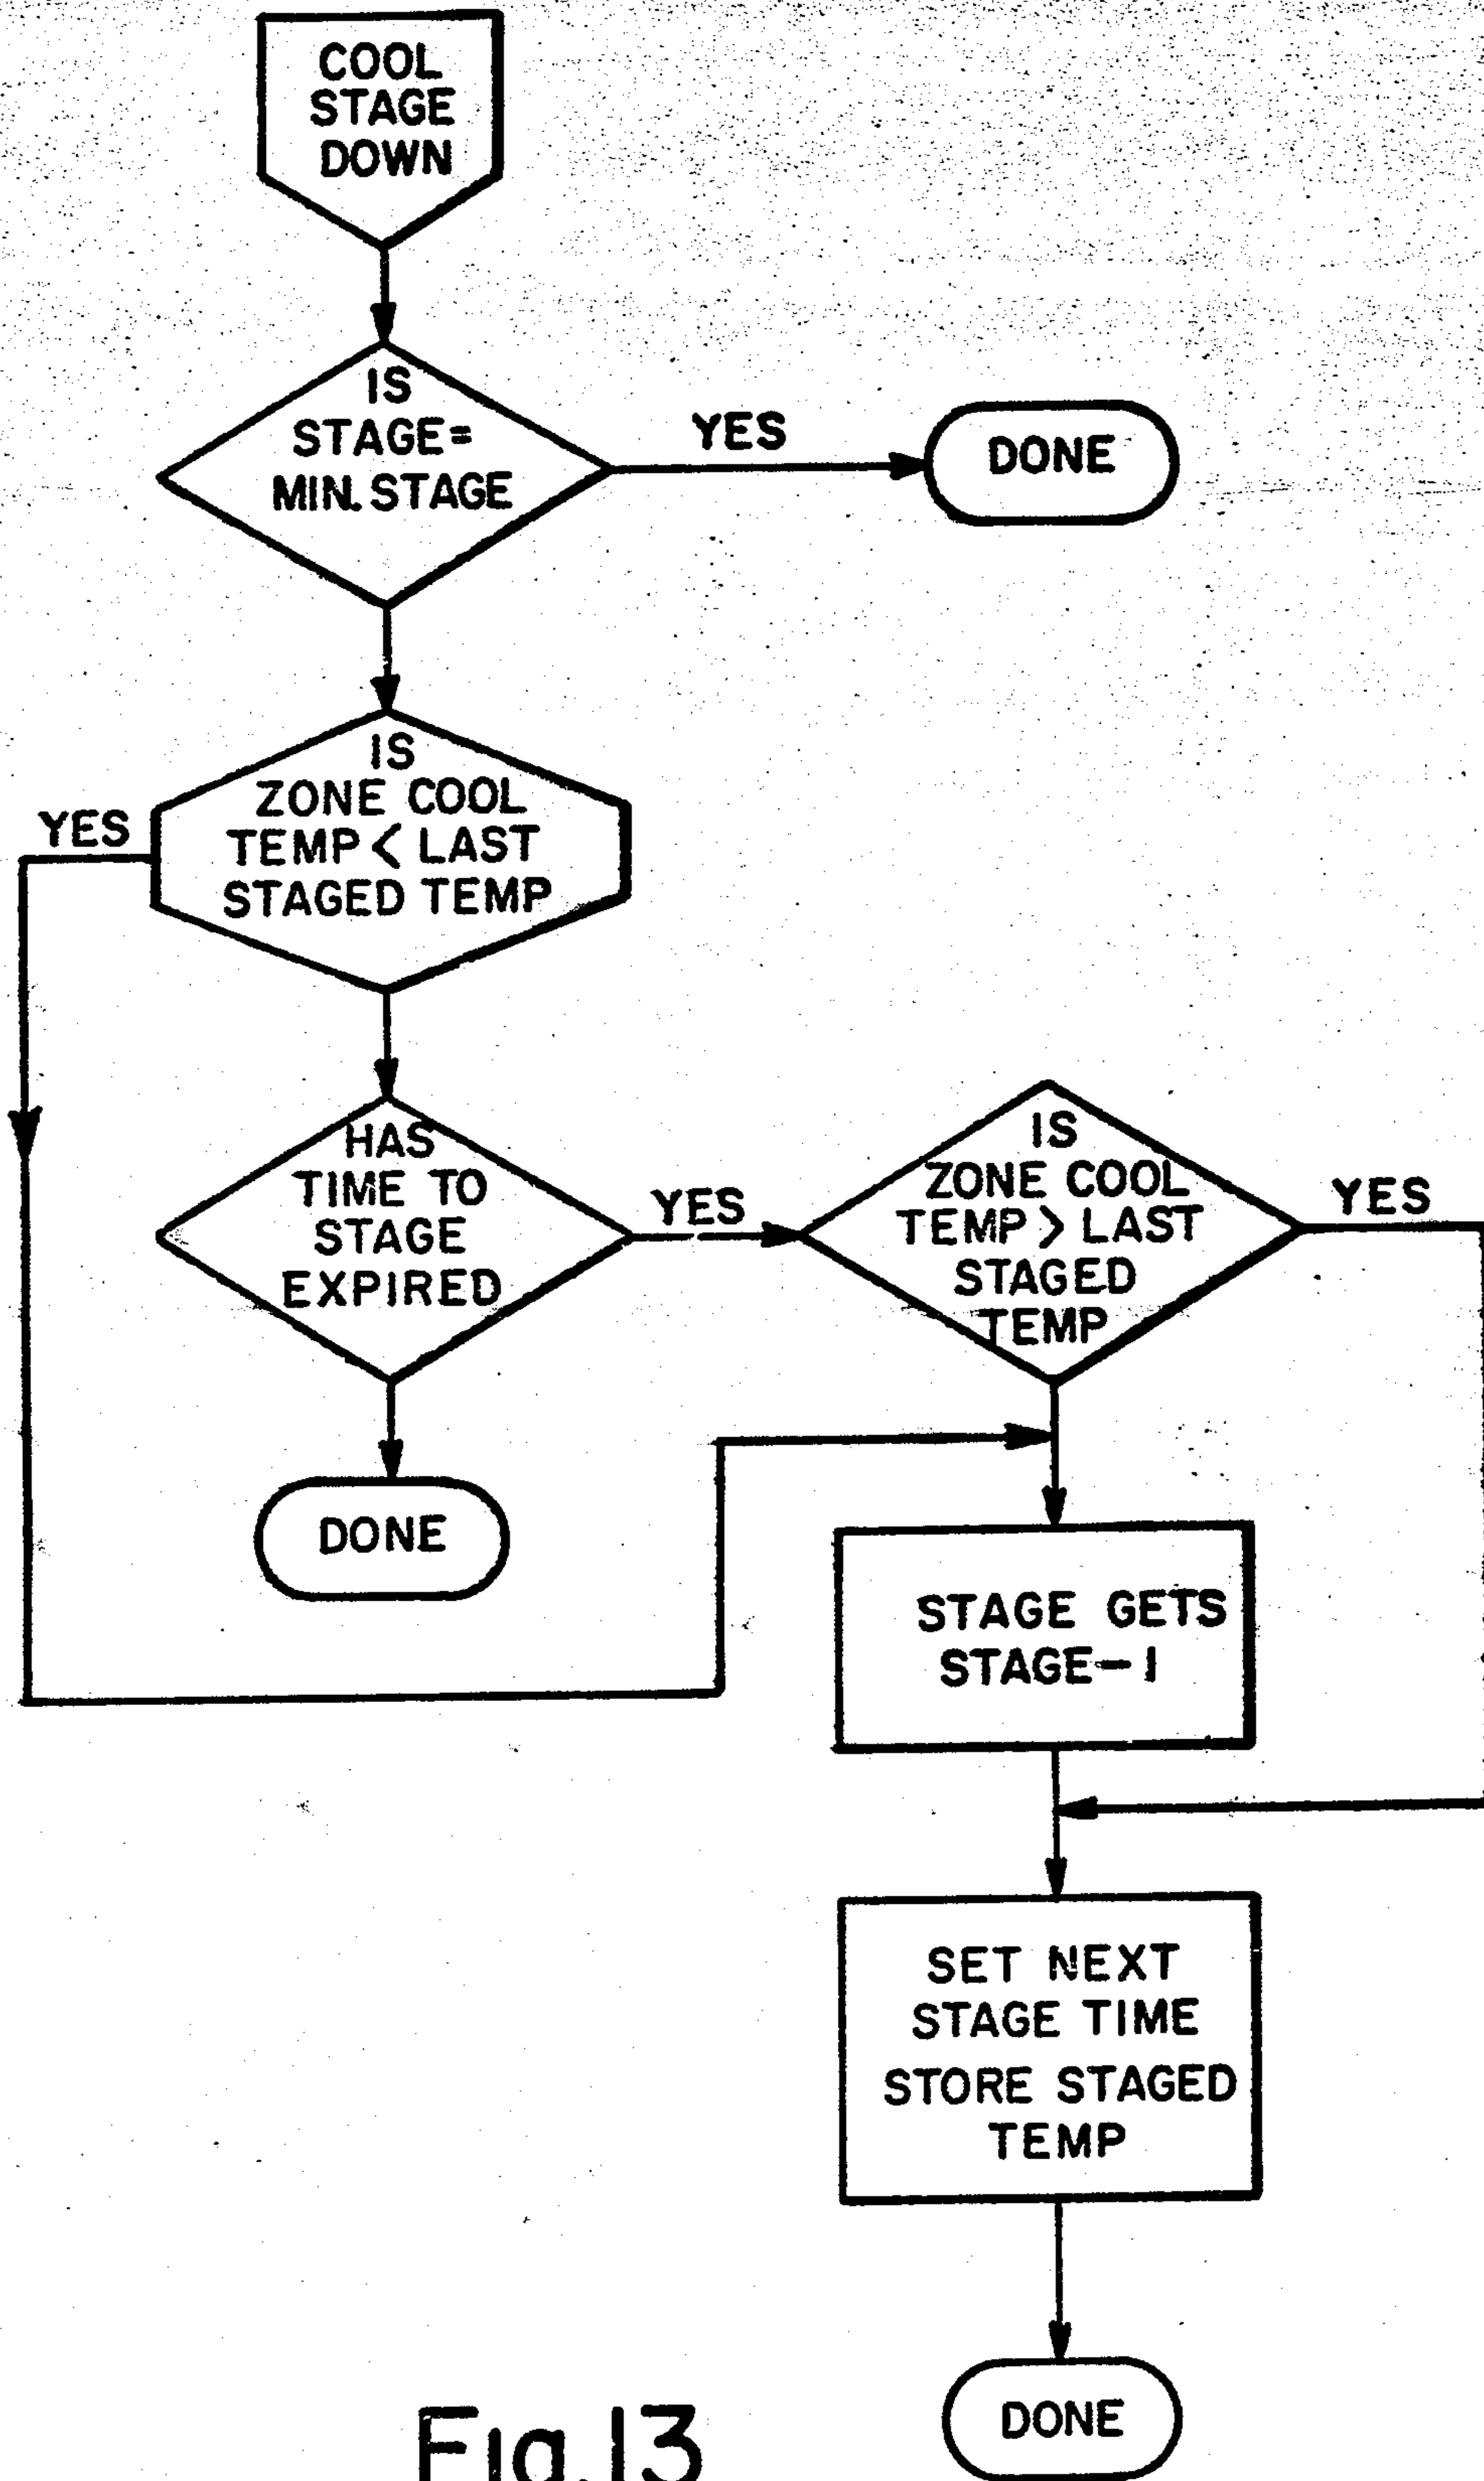 COOL
STAGE
DOWN
IS
STAGE=
MIN. STAGE
YES
DONE
IS
ZONE COOL
TEMP < LAST
STAGED TEMP
YES
HAS
TIME TO
STAGE
EXPIRED
YES
IS
ZONE COOL
TEMP > LAST
STAGED
TEMP
YES
DONE
STAGE GETS
STAGE-1
SET NEXT
STAGE TIME
STORE STAGED
TEMP
DONE
Fig.13